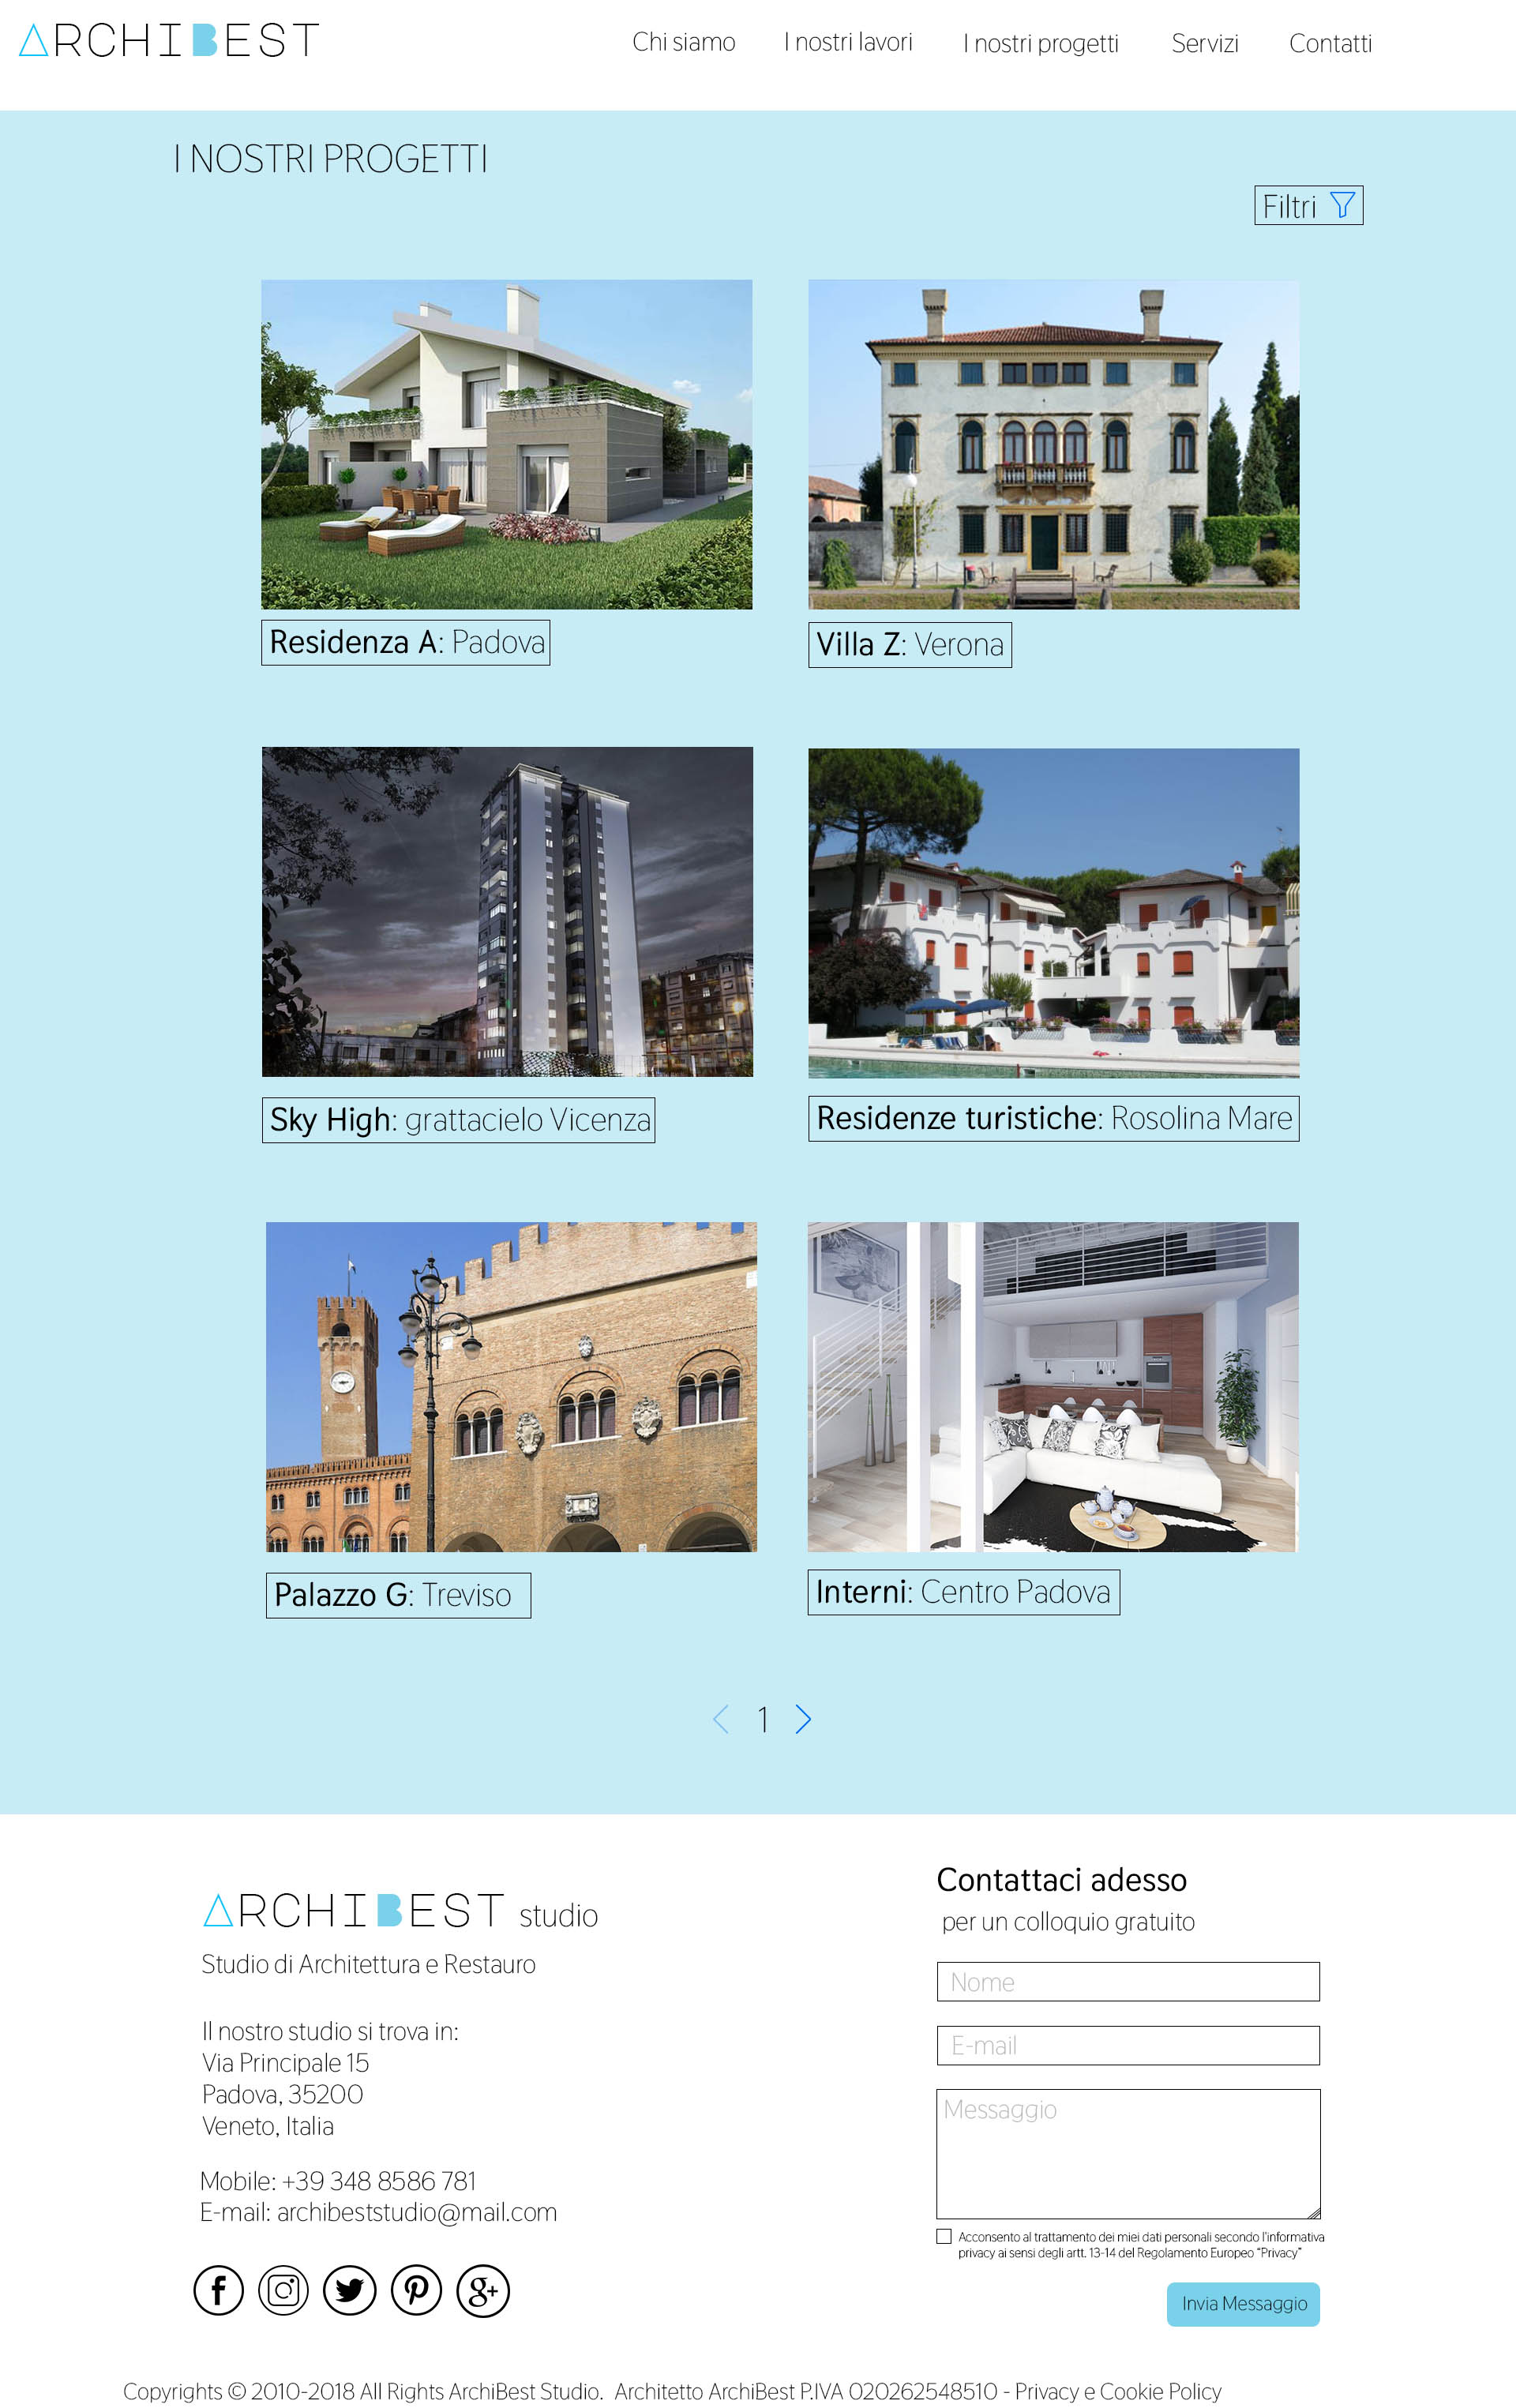 ARCHIBEST
Chi siamo I nostri lavori I nostri progetti Servizi Contatti
I NOSTRI PROGETTI
Filtri
Residenza A: Padova
Villa Z: Verona
Sky High: grattacielo Vicenza
Residenze turistiche: Rosolina Mare
Palazzo G: Treviso
Interni: Centro Padova
1
ARCHIBEST studio
Studio di Architettura e Restauro
Il nostro studio si trova in:
Via Principale 15
Padova, 35200
Veneto, Italia
Mobile: +39 348 8586 781
E-mail: archibeststudio@mail.com
Contattaci adesso
per un colloquio gratuito
Nome
E-mail
Messaggio
Acconsento al trattamento dei miei dati personali secondo l'informativa
privacy ai sensi degli artt. 13-14 del Regolamento Europeo "Privacy"
Invia Messaggio
Copyrights © 2010-2018 All Rights ArchiBest Studio. Architetto ArchiBest P.IVA 020262548510 - Privacy e Cookie Policy